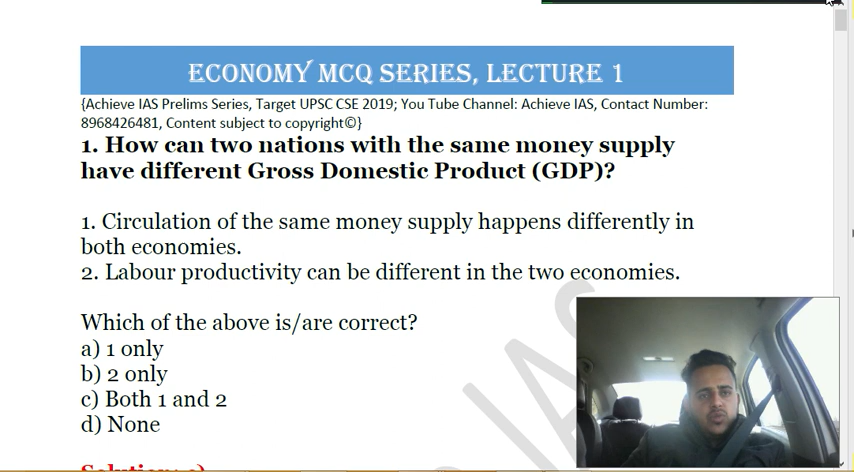 ECONOMY MCQ SERIES, LECTURE 1
{Achieve IAS Prelims Series, Target UPSC CSE 2019; You Tube Channel: Achieve IAS, Contact Number:
8968426481, Content subject to copyright©}
1. How can two nations with the same money supply
have different Gross Domestic Product (GDP)?
1. Circulation of the same money supply happens differently in
both economies.
2. Labour productivity can be different in the two economies.
Which of the above is/are correct?
a) 1 only
b) 2 only
c) Both 1 and 2
d) None
IAS